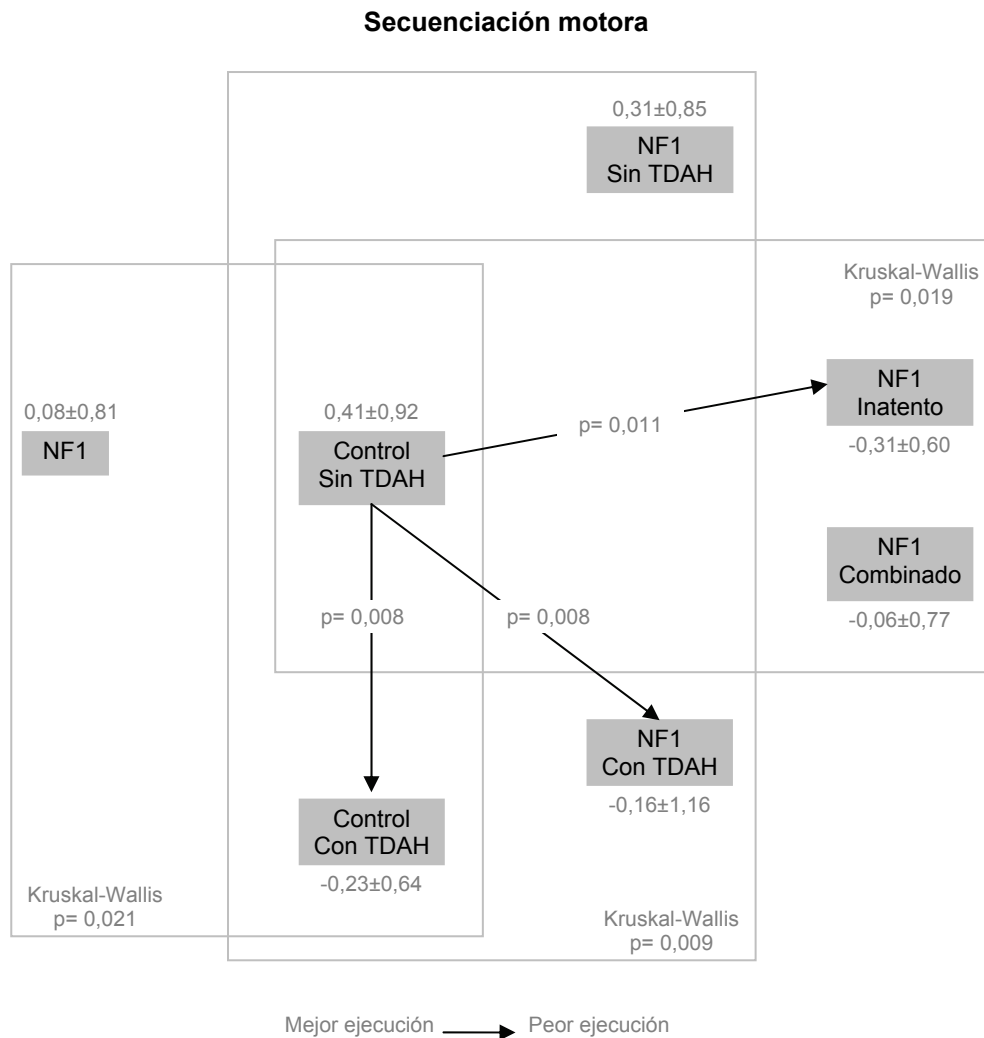 Secuenciación motora
0,31±0,85
NF1
Sin TDAH
Kruskal-Wallis
p= 0,019
0,08±0,81
NF1
0,41±0,92
Control
Sin TDAH
p= 0,011
NF1
Inatento
-0,31±0,60
NF1
Combinado
-0,06±0,77
p= 0,008
p= 0,008
NF1
Con TDAH
-0,16±1,16
Control
Con TDAH
-0,23±0,64
Kruskal-Wallis
p= 0,021
Kruskal-Wallis
p= 0,009
Mejor ejecución
Peor ejecución